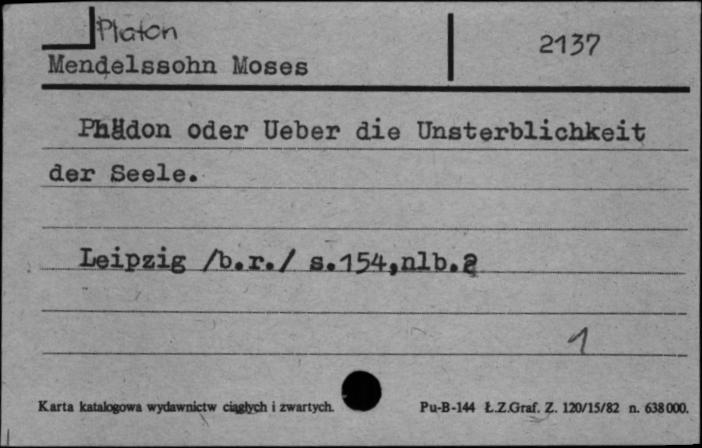 Platon
2137
Mendelssohn Moses
Phädon oder Ueber die Unsterblichkeit
der Seele.
Leipzig /b.r./ s.154,nlb.2
1
Karta katalogowa wydawnictw ciągłych i zwartych.
Pu-B-144 Ł.Z.Graf. Z. 120/15/82 n. 638000.